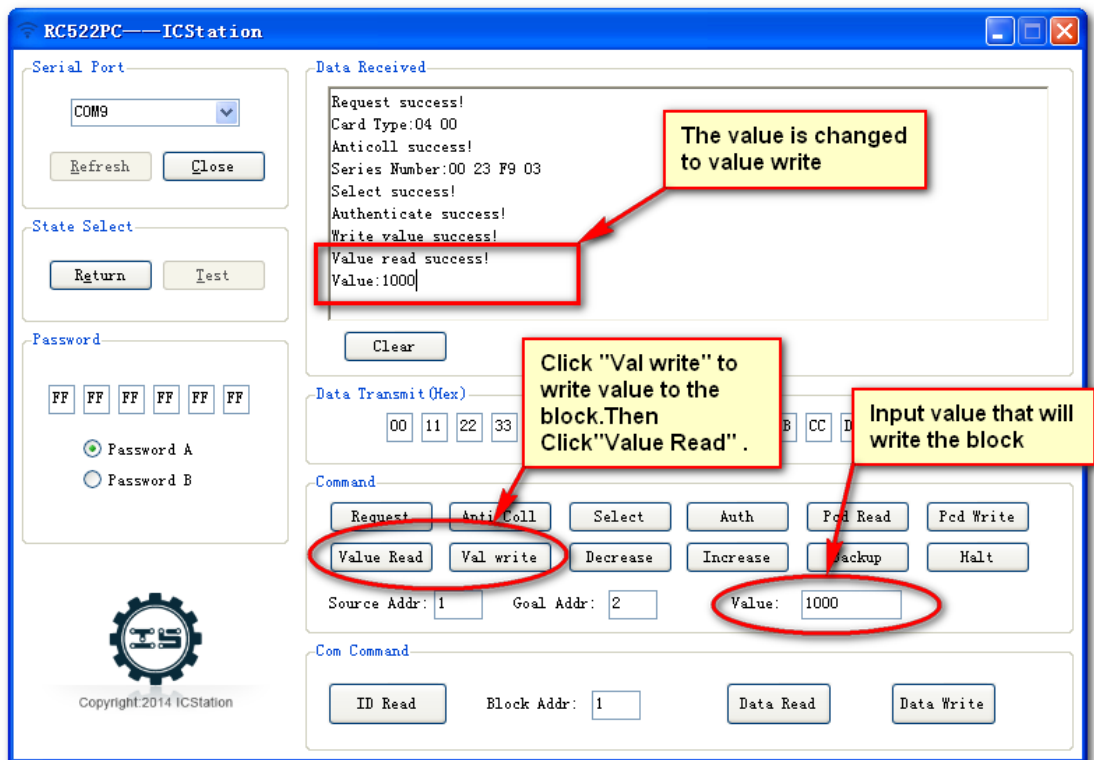 RC522PC——ICStation
Serial Port
COM9
Refresh
Close
State Select
Return
Test
Password
FF FF FF FF FF FF
Password A
Password B
IS
Copyright:2014 ICStation
Data Received
Request success!
Card Type:04 00
Anticoll success!
Series Number:00 23 F9 03
Select success!
Authenticate success!
Write value success!
Value read success!
Value:1000
The value is changed
to value write
Clear
Click "Val write" to
write value to the
block.Then
Click"Value Read" .
Data Transmit(Hex)
00 11 22 33
CC
Input value that will
write the block
Command
Request Anti Coll Select Auth Pcd Read Pcd Write
Value Read Val write Decrease Increase Backup Halt
Source Addr: 1 Goal Addr: 2 Value: 1000
Com Command
ID Read Block Addr: 1 Data Read Data Write